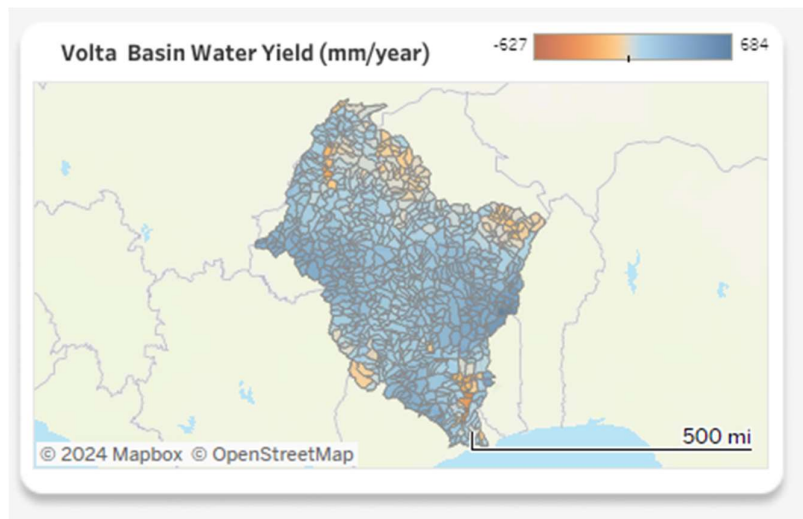 Volta Basin Water Yield (mm/year)
-627
684
500 mi
© 2024 Mapbox © OpenStreetMap